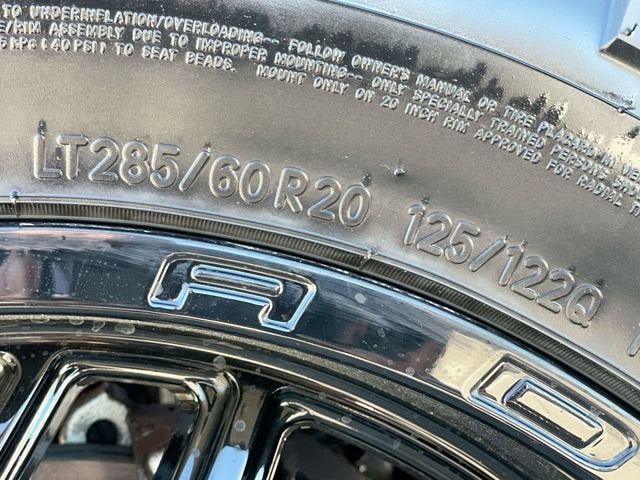 TO UNDERINFLATION/OVERLOADING-- FOLLOW OWNER'S MANUAL OR TIRE PLACARD IN VE
E/RIM ASSEMBLY DUE TO IMPROPER MOUNTING-- ONLY SPECIALLY TRAINED PERSONS
(40 PSI) TO SEAT BEADS. MOUNT ONLY ON 20 INCH RIM APPROVED FOR RADIAL
LT285/60R20 125/122Q
A D